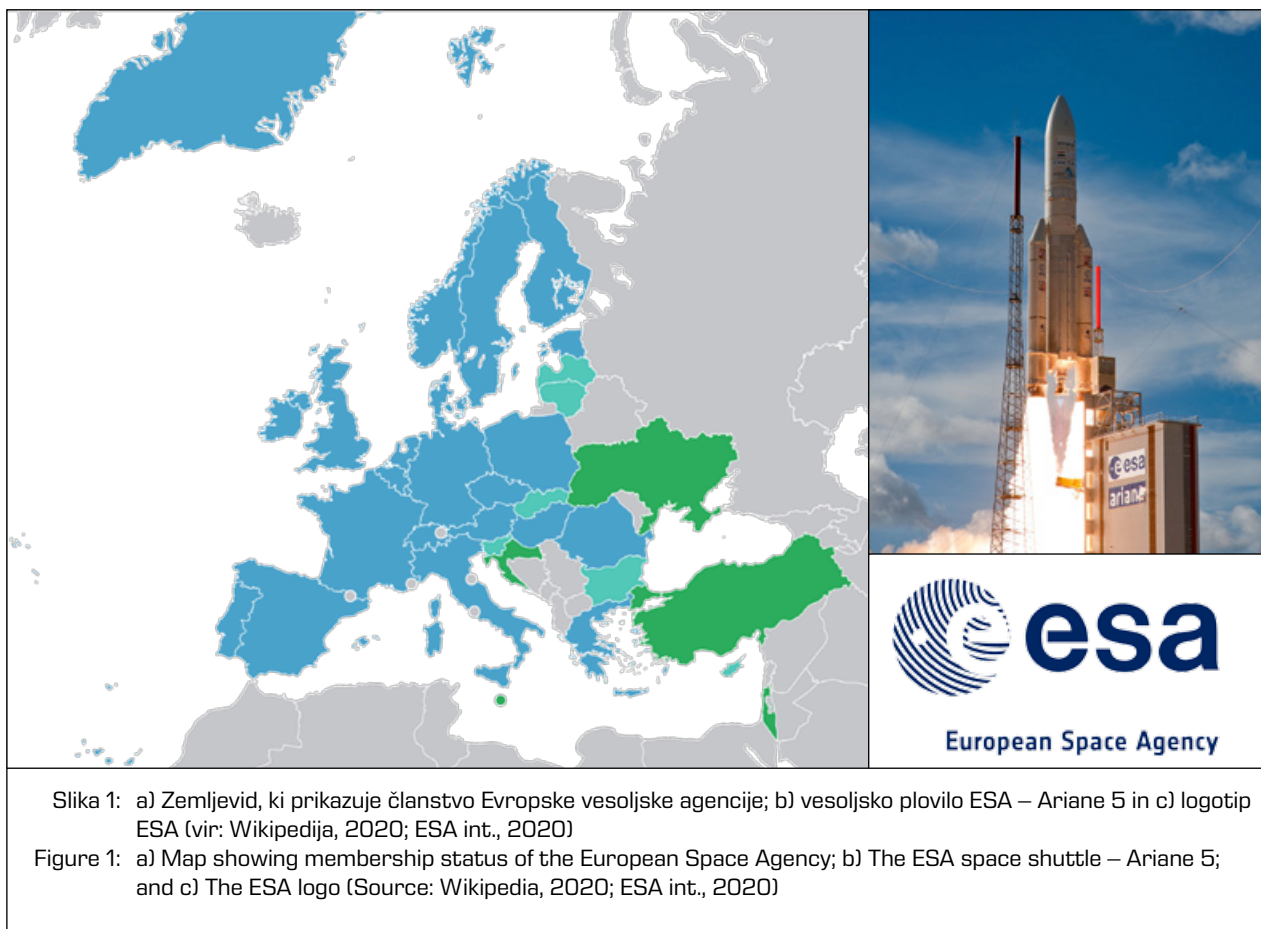 esa
ariane
esa
European Space Agency
Slika 1: a) Zemljevid, ki prikazuje članstvo Evropske vesoljske agencije; b) vesoljsko plovilo ESA – Ariane 5 in c) logotip
ESA (vir: Wikipedija, 2020; ESA int., 2020)
Figure 1: a) Map showing membership status of the European Space Agency; b) The ESA space shuttle – Ariane 5;
and c) The ESA logo (Source: Wikipedia, 2020; ESA int., 2020)